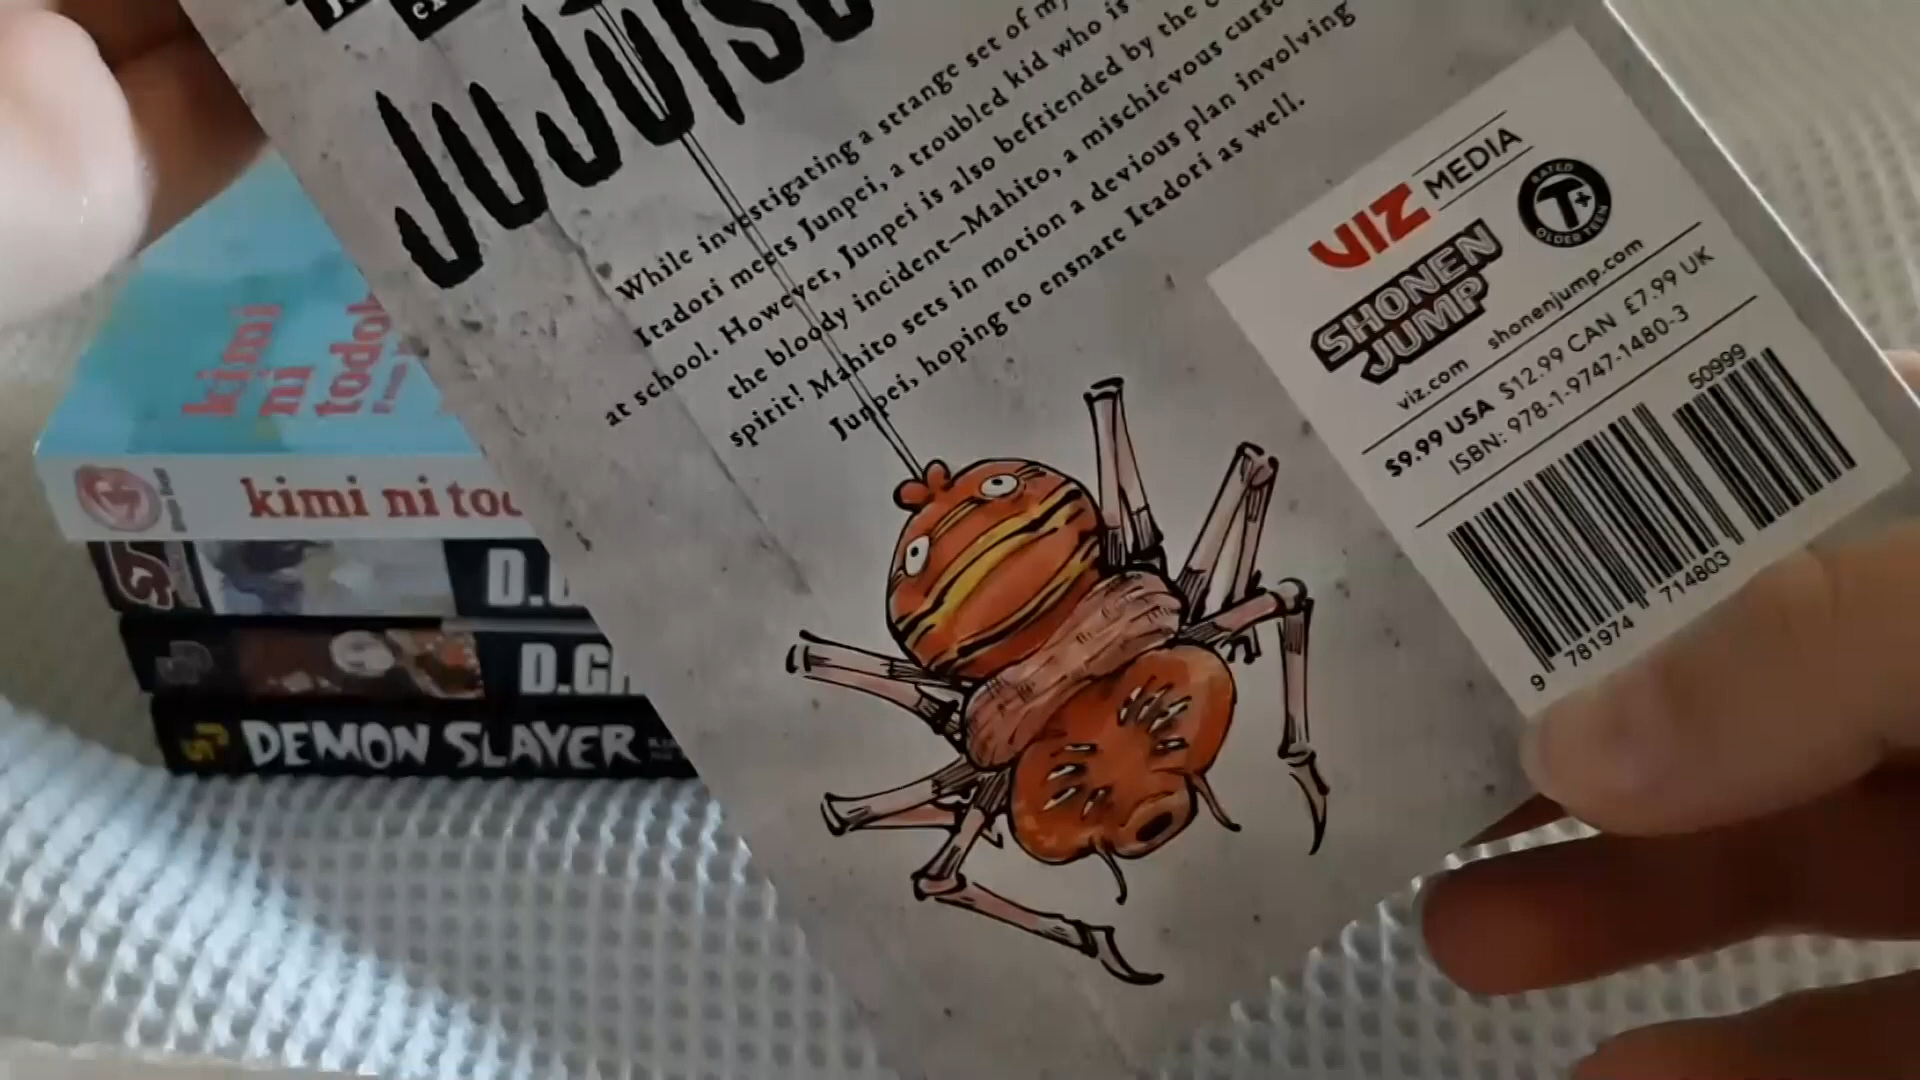 JUJUTSU
While investigating a strange set of
Itadori meets Junpei, a troubled kid who is
at school. However, Junpei is also befriended by the
the bloody incident—Mahito, a mischievous curse
spirit! Mahito sets in motion a devious plan involving
Junpei, hoping to ensnare Itadori as well.
VIZ MEDIA
SHONEN
JUMP
RATED
T+
OLDER TEEN
viz.com shonenjump.com
$9.99 USA $12.99 CAN £7.99 UK
ISBN: 978-1-9747-1480-3
50999
9 781974 714803
kimi
ni
todo
kimi ni to
D.
D.G
SJ DEMON SLAYER